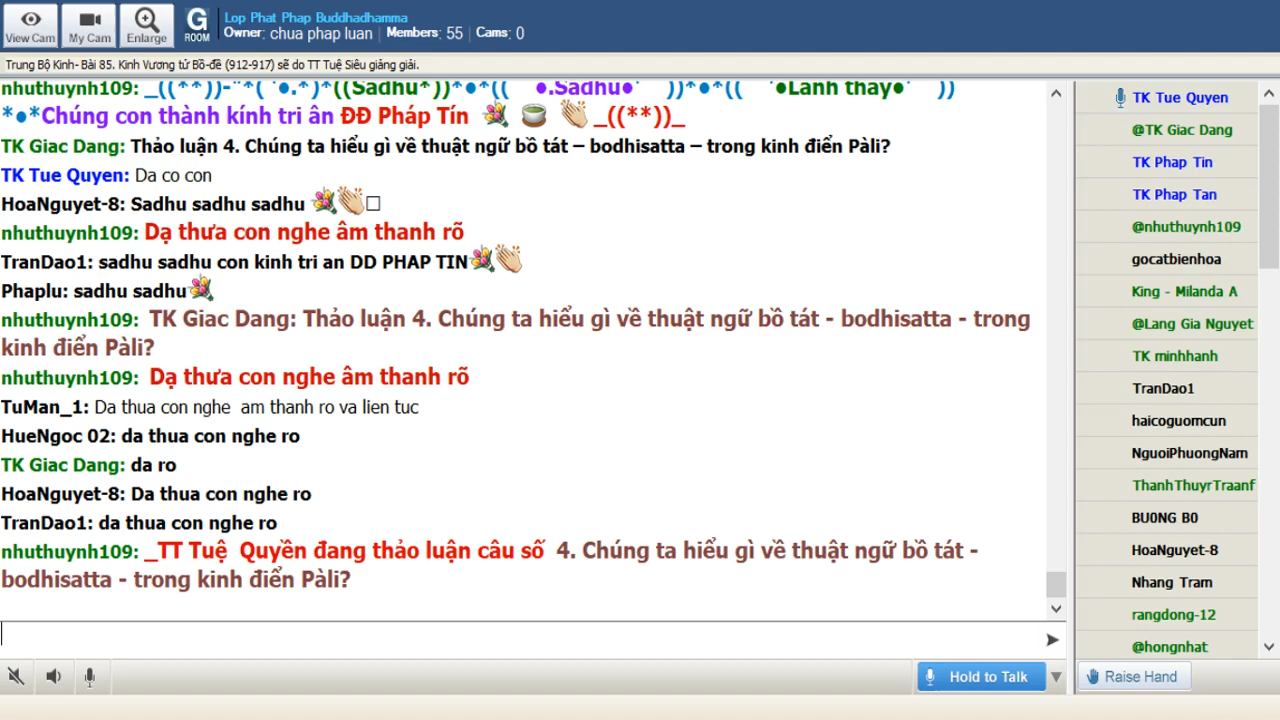 View Cam
My Cam
Enlarge
G ROOM
Lop Phat Phap Buddhadhamma
Owner: chua phap luan | Members: 55 | Cams: 0
Trung Bộ Kinh- Bài 85. Kinh Vương tử Bồ-đề (912-917) sẽ do TT Tuệ Siêu giảng giải.
nhuthuynh109: _((**))-"*( ´●.*)*((Sadhu*))*●*(( ●.Sadhu●` ))*●*(( `●Lành thay●` ))
*●*Chúng con thành kính tri ân ĐĐ Pháp Tín _((**))_
TK Giac Dang: Thảo luận 4. Chúng ta hiểu gì về thuật ngữ bồ tát – bodhisatta – trong kinh điển Pàli?
TK Tue Quyen: Da co con
HoaNguyet-8: Sadhu sadhu sadhu
nhuthuynh109: Dạ thưa con nghe âm thanh rõ
TranDao1: sadhu sadhu con kinh tri an DD PHAP TIN
Phaplu: sadhu sadhu
nhuthuynh109: TK Giac Dang: Thảo luận 4. Chúng ta hiểu gì về thuật ngữ bồ tát - bodhisatta - trong
kinh điển Pàli?
nhuthuynh109: Dạ thưa con nghe âm thanh rõ
TuMan_1: Da thua con nghe am thanh ro va lien tuc
HueNgoc 02: da thua con nghe ro
TK Giac Dang: da ro
HoaNguyet-8: Da thua con nghe ro
TranDao1: da thua con nghe ro
nhuthuynh109: _TT Tuệ Quyền đang thảo luận câu số 4. Chúng ta hiểu gì về thuật ngữ bồ tát -
bodhisatta - trong kinh điển Pàli?
TK Tue Quyen
@TK Giac Dang
TK Phap Tin
TK Phap Tan
@nhuthuynh109
gocatbienhoa
King - Milanda A
@Lang Gia Nguyet
TK minhhanh
TranDao1
haicoguomcun
NguoiPhuongNam
ThanhThuyrTraanf
BU0NG B0
HoaNguyet-8
Nhang Tram
rangdong-12
@hongnhat
Hold to Talk
Raise Hand